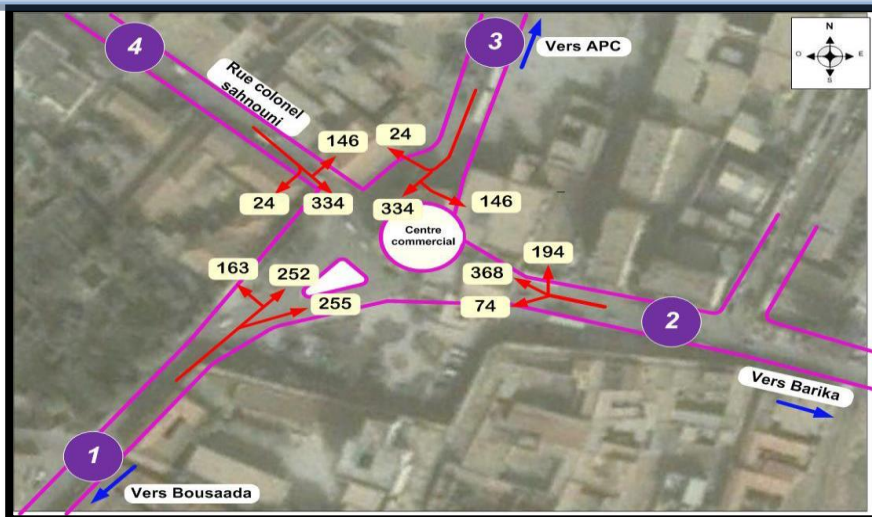 N
O
E
S
4
3
Vers APC
Rue colonel
sahnouni
146
24
24
334
334
146
Centre
commercial
194
163
252
368
255
74
2
Vers Barika
1
Vers Bousaada